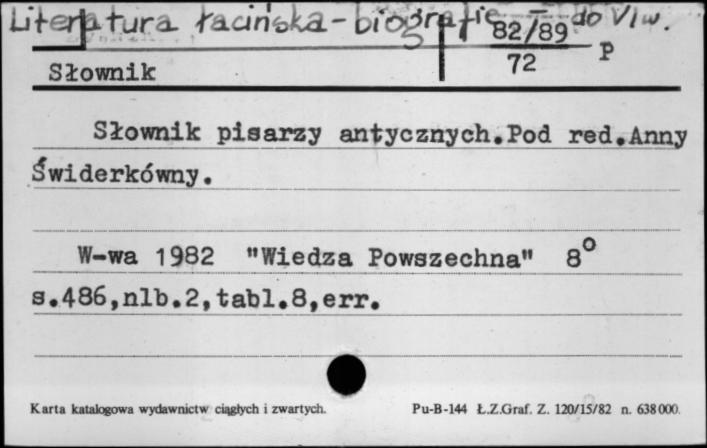 Literatura łacińska - biografie - do VI w.
82/89
72 P
Słownik
Słownik pisarzy antycznych.Pod red.Anny
Świderkówny.
W-wa 1982 "Wiedza Powszechna" 8°
s.486,nlb.2,tabl.8,err.
Karta katalogowa wydawnictw ciągłych i zwartych. Pu-B-144 Ł.Z.Graf. Z. 120/15/82 n. 638000.